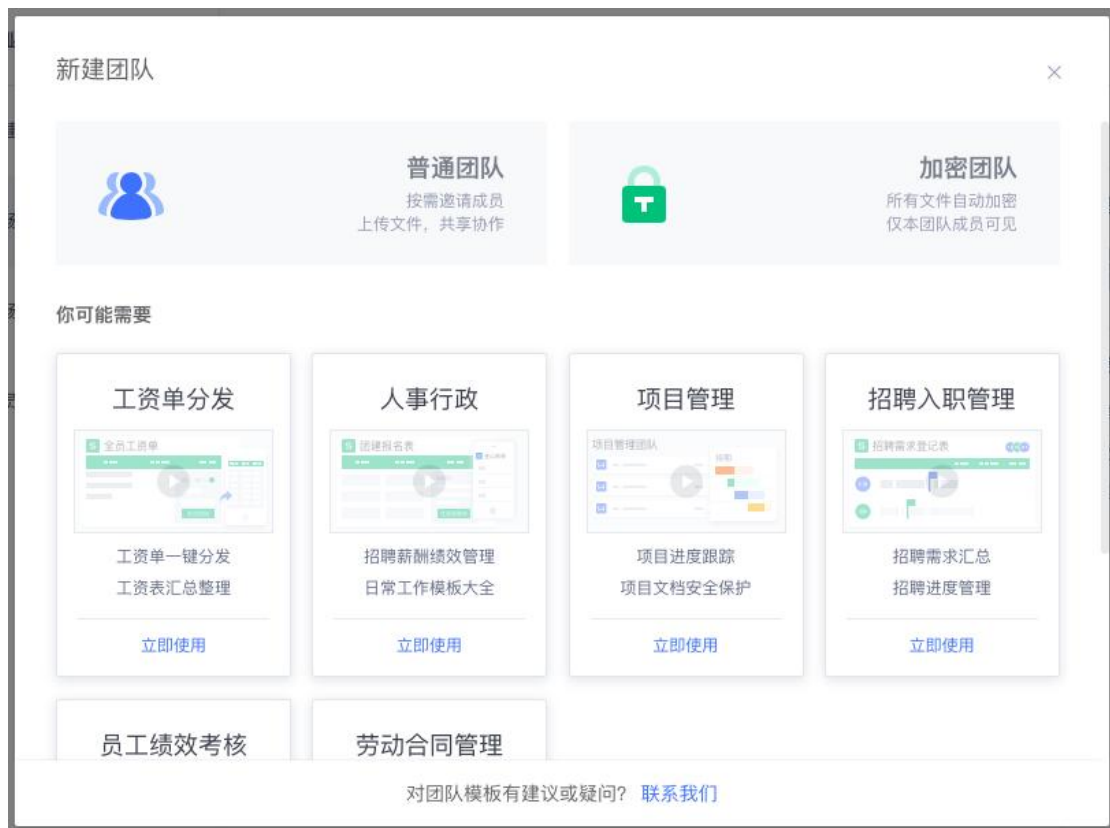 新建团队
普通团队
按需邀请成员
上传文件，共享协作
加密团队
所有文件自动加密
仅本团队成员可见
你可能需要
工资单分发
全员工资单
工资单一键分发
工资表汇总整理
立即使用
人事行政
团建报名表
招聘薪酬绩效管理
日常工作模板大全
立即使用
项目管理
项目管理团队
项目进度跟踪
项目文档安全保护
立即使用
招聘入职管理
招聘需求登记表
招聘需求汇总
招聘进度管理
立即使用
员工绩效考核
劳动合同管理
对团队模板有建议或疑问？ 联系我们